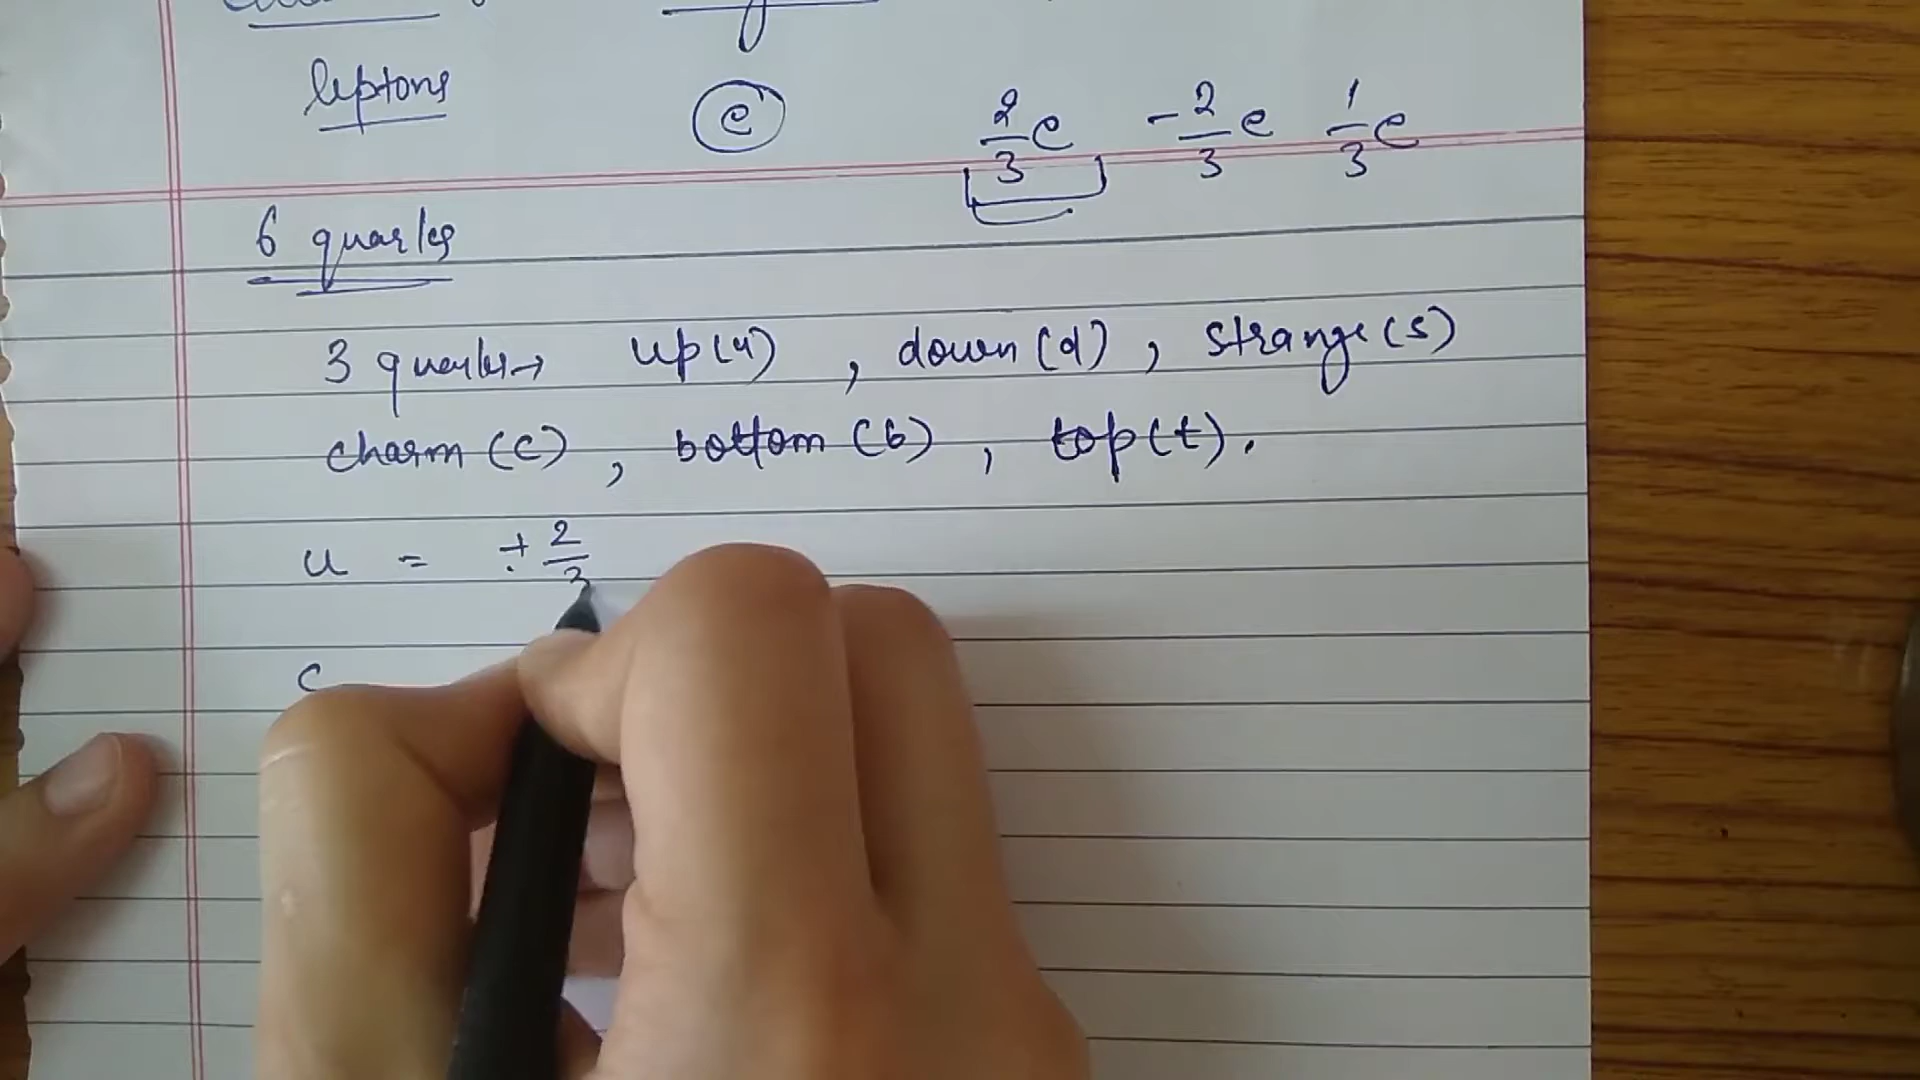 leptons e 2/3 e -2/3 e 1/3 e
6 quarks
3 quarks→ up(u) , down(d) , strange(s)
charm(c) , bottom(b) , top(t).
u = + 2/3
c